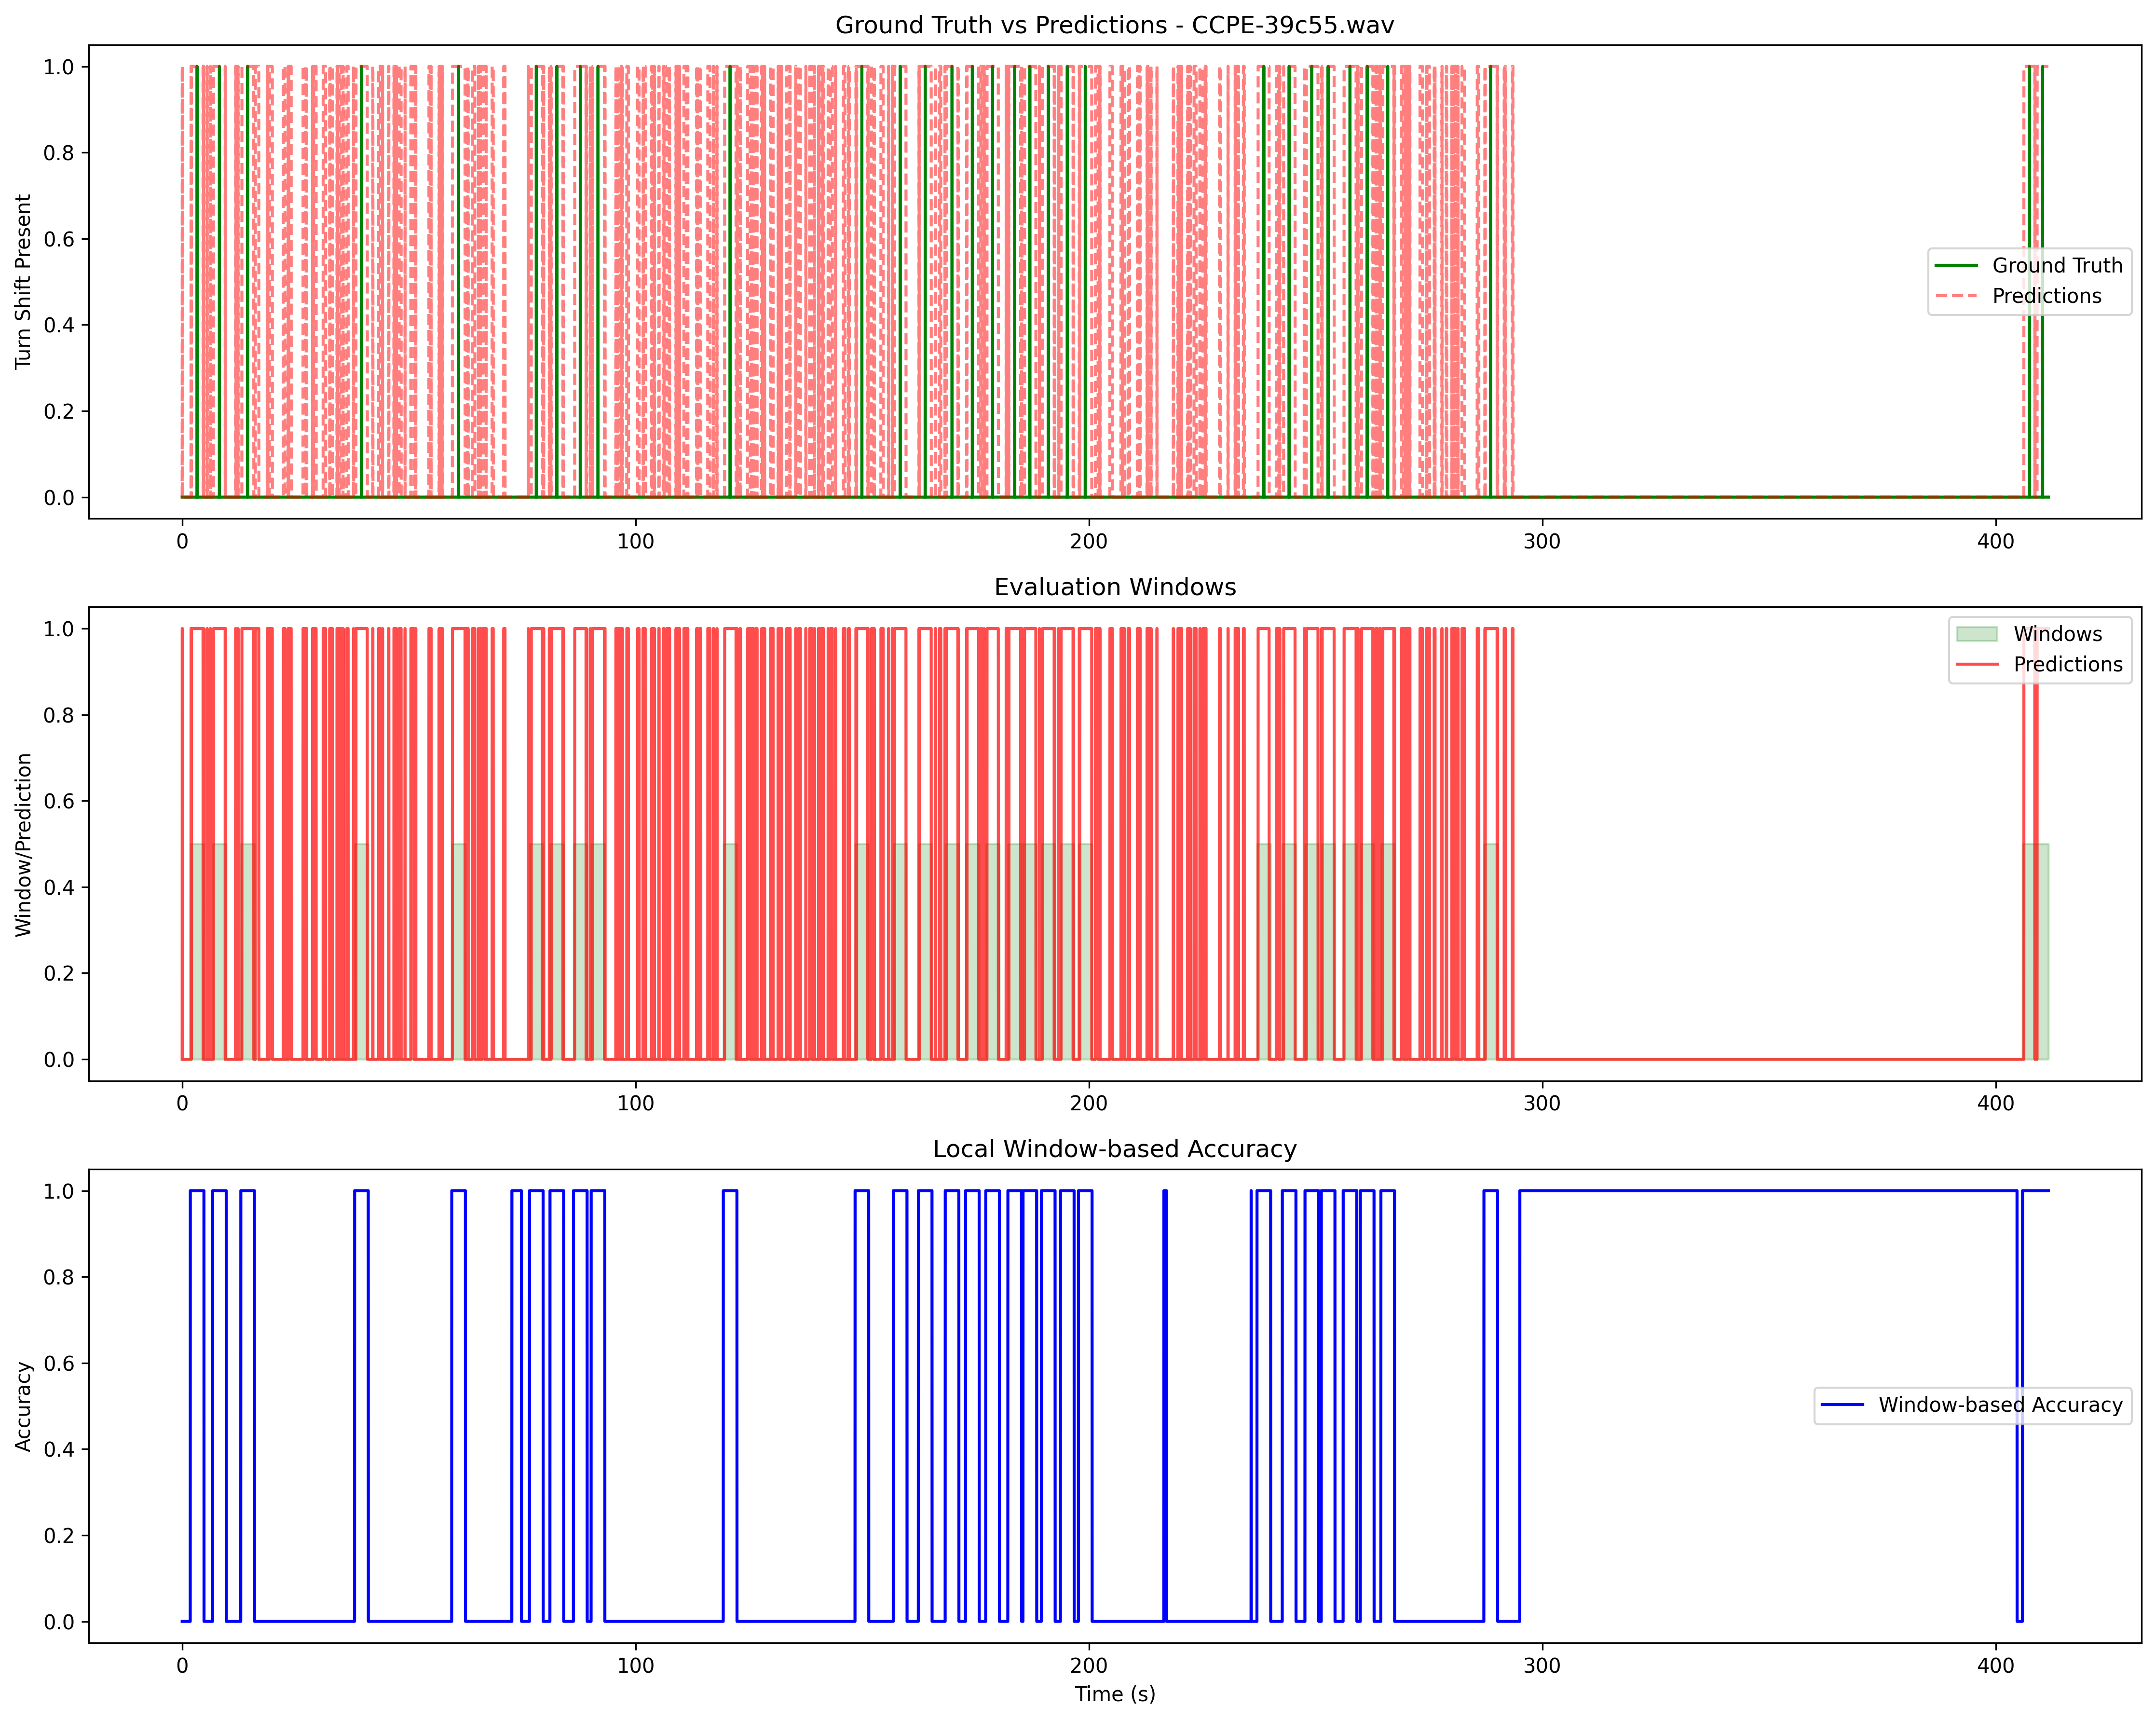 Ground Truth vs Predictions - CCPE-39c55.wav
1.0
0.8
0.6
0.4
0.2
0.0
Turn Shift Present
Ground Truth
Predictions
0 100 200 300 400
Evaluation Windows
1.0
0.8
0.6
0.4
0.2
0.0
Window/Prediction
Windows
Predictions
0 100 200 300 400
Local Window-based Accuracy
1.0
0.8
0.6
0.4
0.2
0.0
Accuracy
Window-based Accuracy
0 100 200 300 400
Time (s)